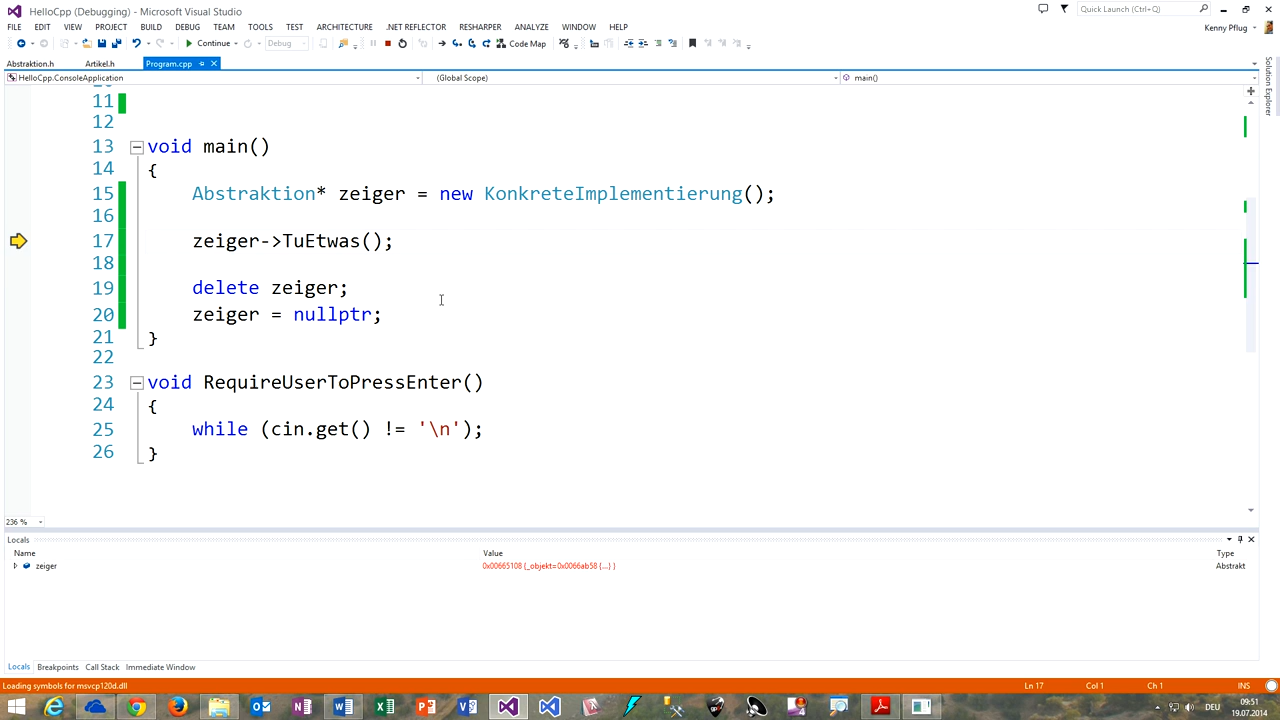 HelloCpp (Debugging) - Microsoft Visual Studio
Quick Launch (Ctrl+Q)
FILE EDIT VIEW PROJECT BUILD DEBUG TEAM TOOLS TEST ARCHITECTURE .NET REFLECTOR RESHARPER ANALYZE WINDOW HELP
Kenny Pflug
Continue Debug Code Map
Abstraktion.h Artikel.h Program.cpp
HelloCpp.ConsoleApplication (Global Scope) main()
Solution Explorer
11
12
13 void main()
14 {
15 Abstraktion* zeiger = new KonkreteImplementierung();
16
17 zeiger->TuEtwas();
18
19 delete zeiger;
20 zeiger = nullptr;
21 }
22
23 void RequireUserToPressEnter()
24 {
25 while (cin.get() != '\n');
26 }
236 %
Locals
Name Value Type
zeiger 0x00665108 {_objekt=0x0066ab58 {...} } Abstrakt
Locals Breakpoints Call Stack Immediate Window
Loading symbols for msvcp120d.dll Ln 17 Col 1 Ch 1 INS
DEU 09:51
19.07.2014